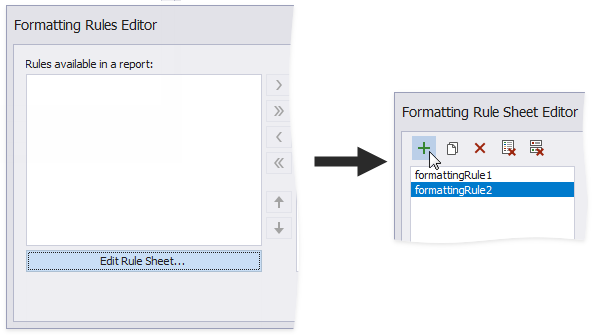 Formatting Rules Editor
Rules available in a report:
Edit Rule Sheet...
Formatting Rule Sheet Editor
formattingRule1
formattingRule2